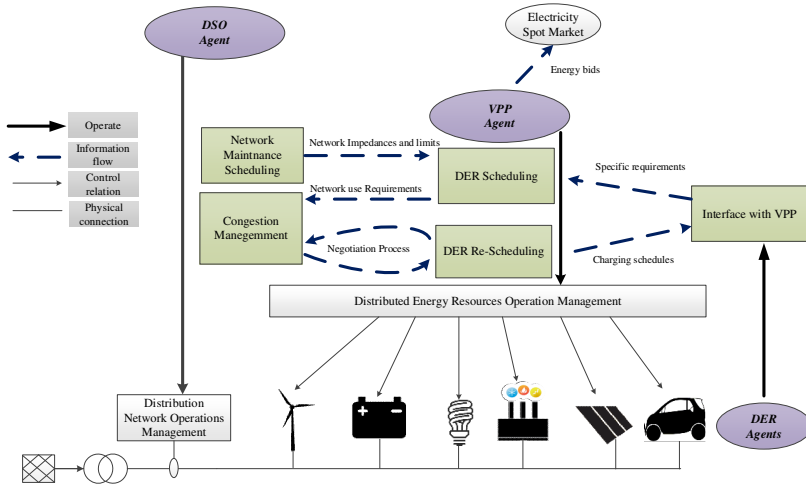 DSO
Agent
Electricity
Spot Market
Energy bids
VPP
Agent
Operate
Information
flow
Control
relation
Physical
connection
Network
Maintnance
Scheduling
Network Impedances and limits
DER Scheduling
Specific requirements
Network use Requirements
Congestion
Managemment
Negotiation Process
DER Re-Scheduling
Interface with VPP
Charging schedules
Distributed Energy Resources Operation Management
Distribution
Network Operations
Management
DER
Agents